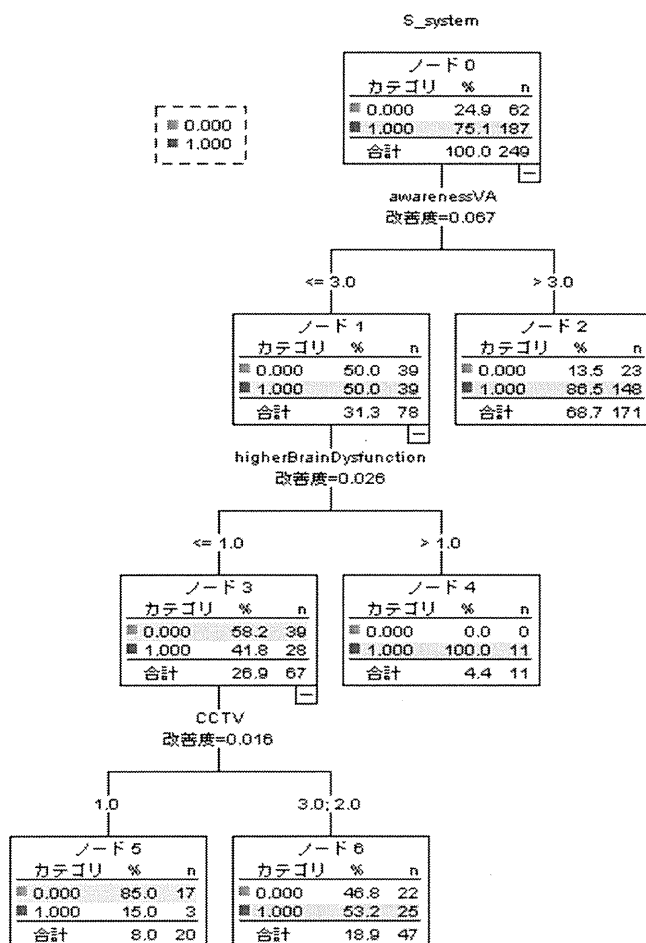 S_system
ノード 0
カテゴリ % n
0.000 24.9 62
1.000 75.1 187
合計 100.0 249
0.000
1.000
awarenessVA
改善度=0.067
<= 3.0
> 3.0
ノード 1
カテゴリ % n
0.000 50.0 39
1.000 50.0 39
合計 31.3 78
ノード 2
カテゴリ % n
0.000 13.5 23
1.000 86.5 148
合計 68.7 171
higherBrainDysfunction
改善度=0.026
<= 1.0
> 1.0
ノード 3
カテゴリ % n
0.000 58.2 39
1.000 41.8 28
合計 26.9 67
ノード 4
カテゴリ % n
0.000 0.0 0
1.000 100.0 11
合計 4.4 11
CCTV
改善度=0.016
1.0
3.0; 2.0
ノード 5
カテゴリ % n
0.000 85.0 17
1.000 15.0 3
合計 8.0 20
ノード 6
カテゴリ % n
0.000 46.8 22
1.000 53.2 25
合計 18.9 47